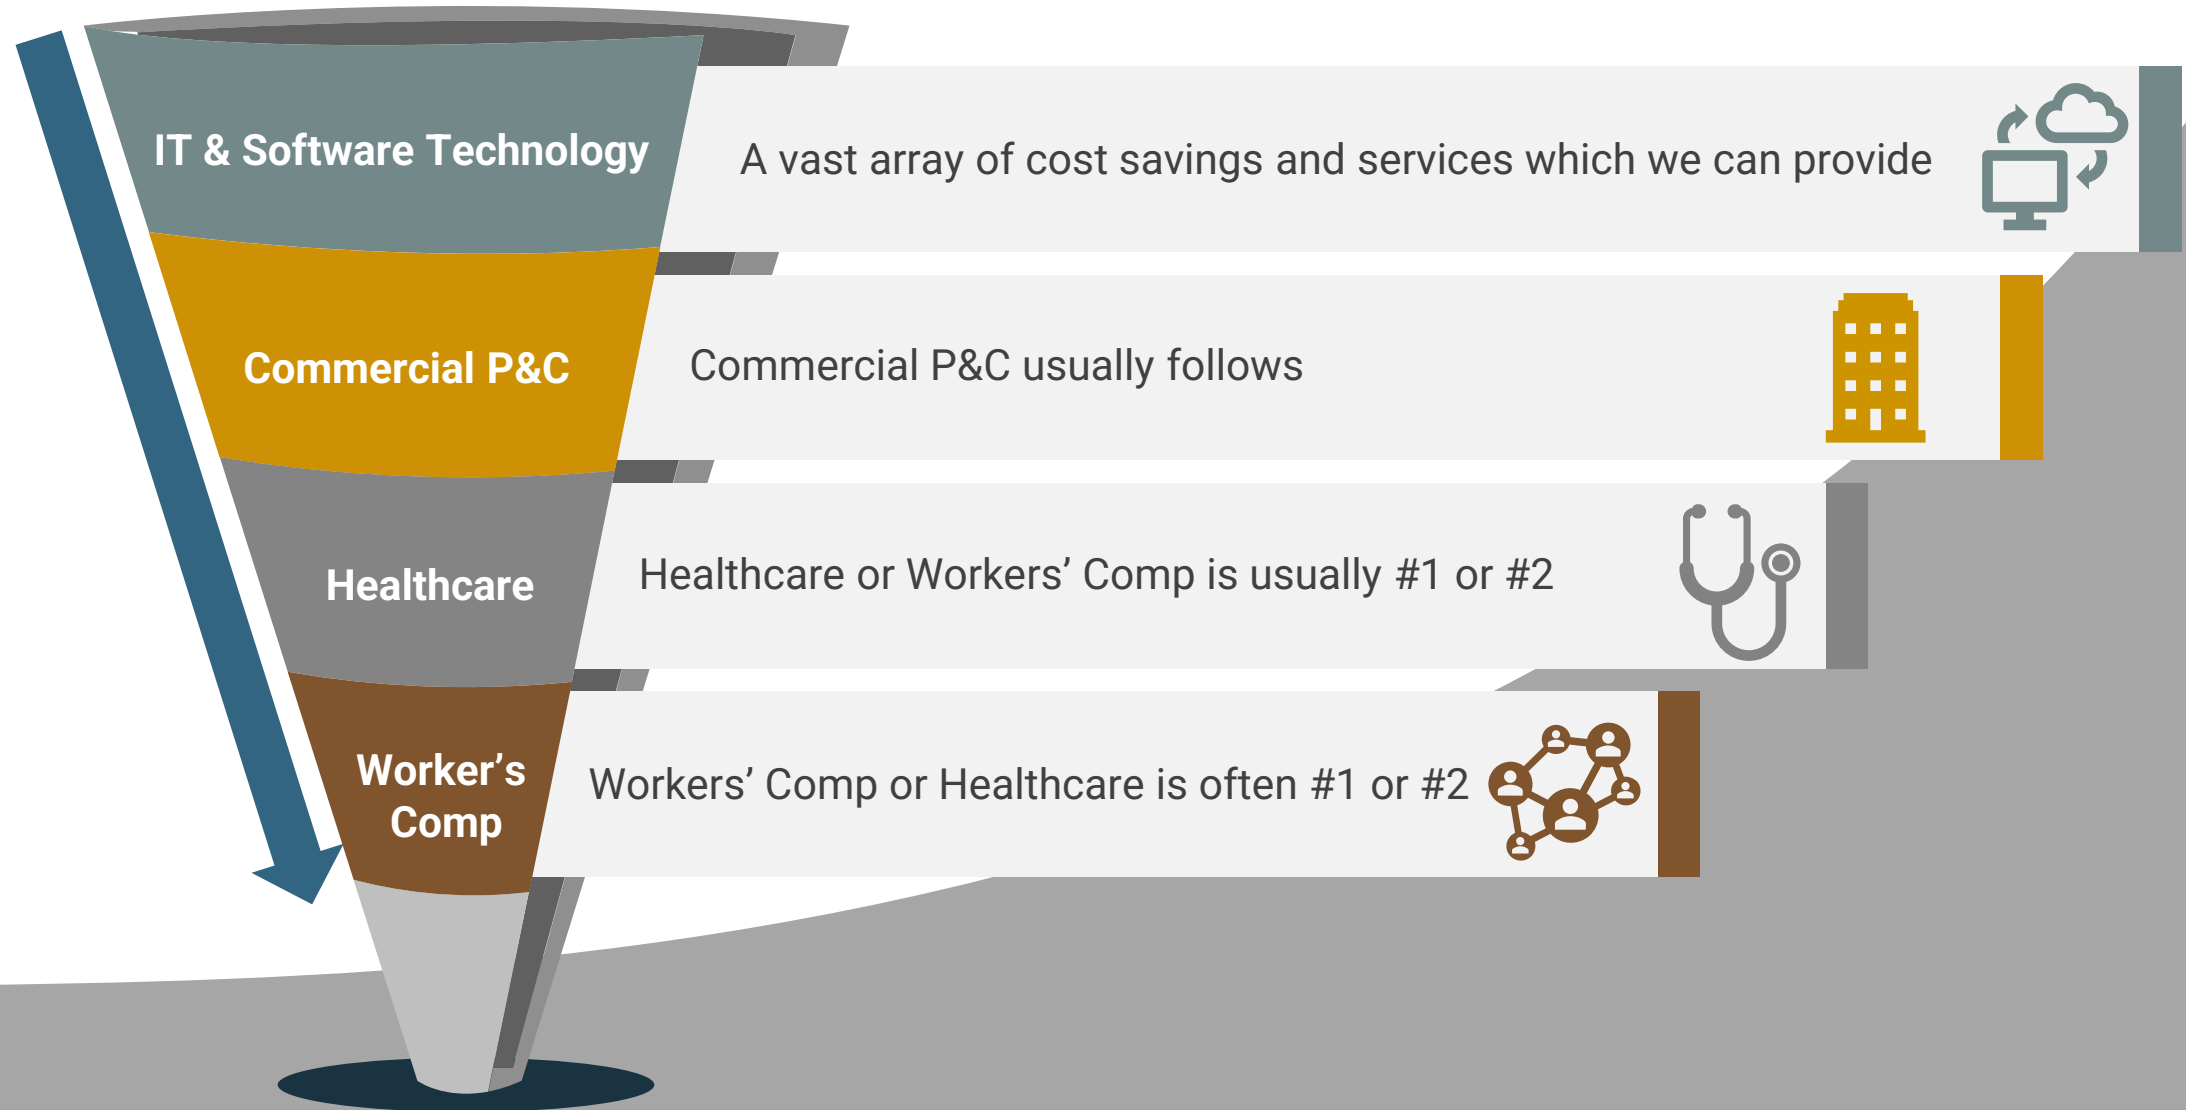 IT & Software Technology
A vast array of cost savings and services which we can provide
Commercial P&C
Commercial P&C usually follows
Healthcare
Healthcare or Workers’ Comp is usually #1 or #2
Worker’s
Comp
Workers’ Comp or Healthcare is often #1 or #2